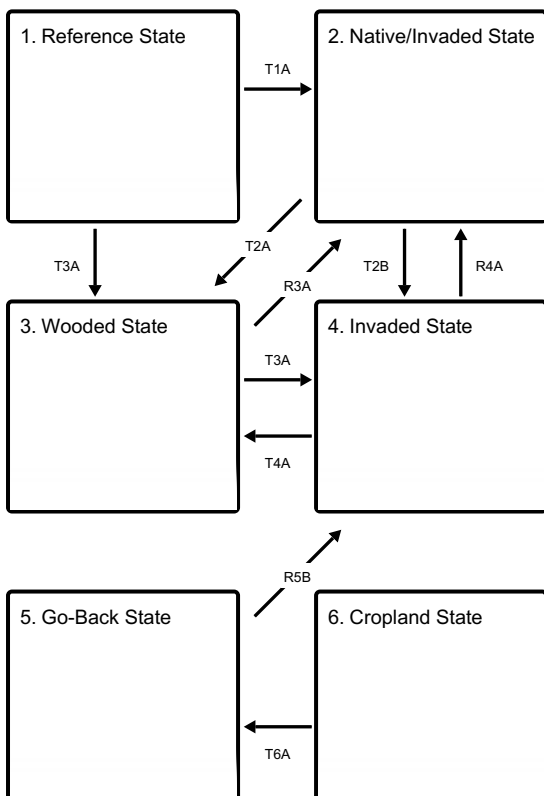 1. Reference State
2. Native/Invaded State
T1A
T3A
T2A
R3A
T2B
R4A
3. Wooded State
4. Invaded State
T3A
T4A
R5B
5. Go-Back State
6. Cropland State
T6A